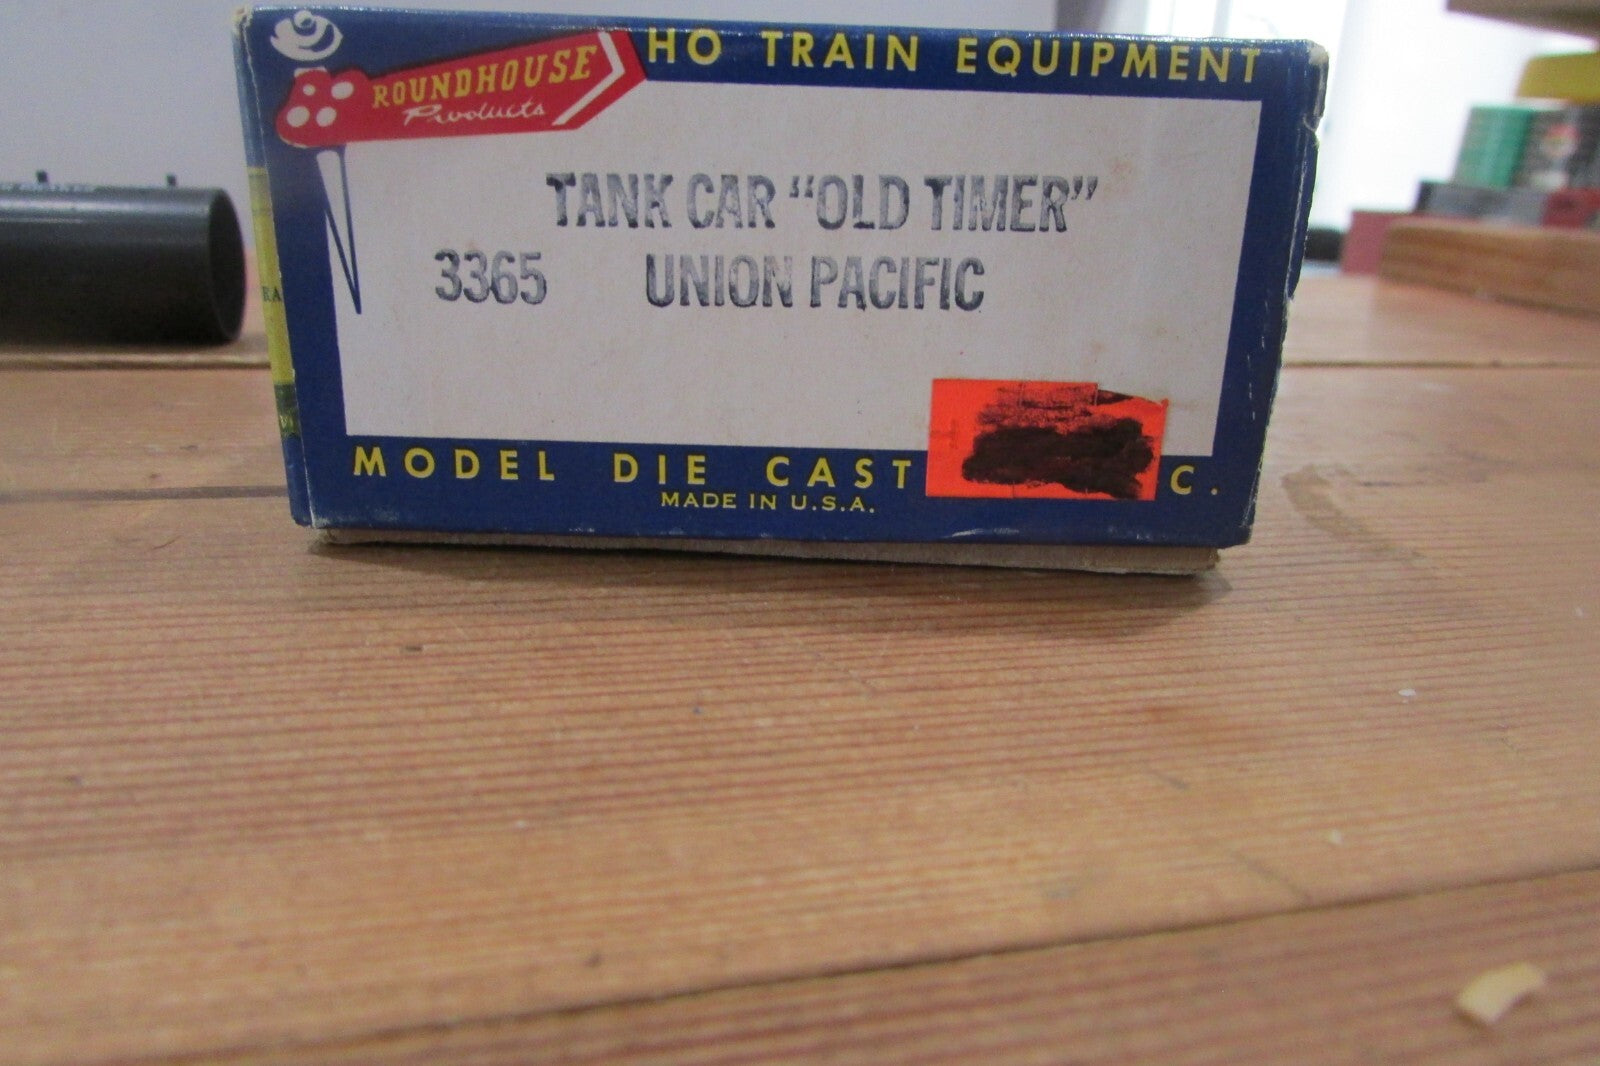 HO TRAIN EQUIPMENT
ROUNDHOUSE
Products
TANK CAR "OLD TIMER"
3365 UNION PACIFIC
MODEL DIE CAST C.
MADE IN U.S.A.